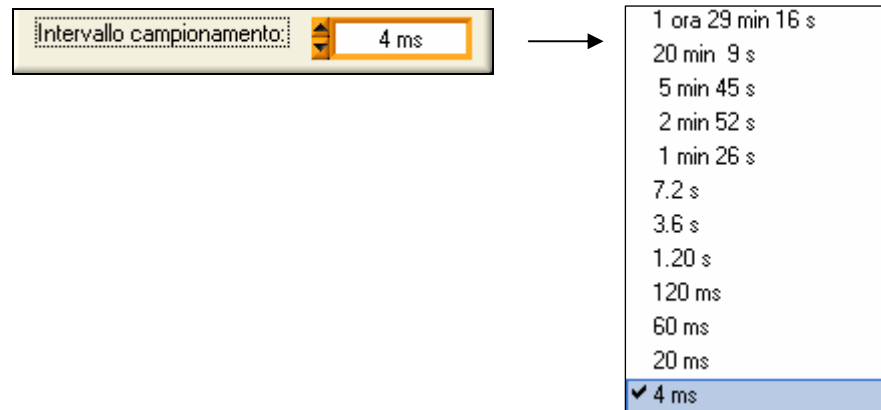 Intervallo campionamento: 4 ms
1 ora 29 min 16 s
20 min 9 s
5 min 45 s
2 min 52 s
1 min 26 s
7.2 s
3.6 s
1.20 s
120 ms
60 ms
20 ms
✔ 4 ms